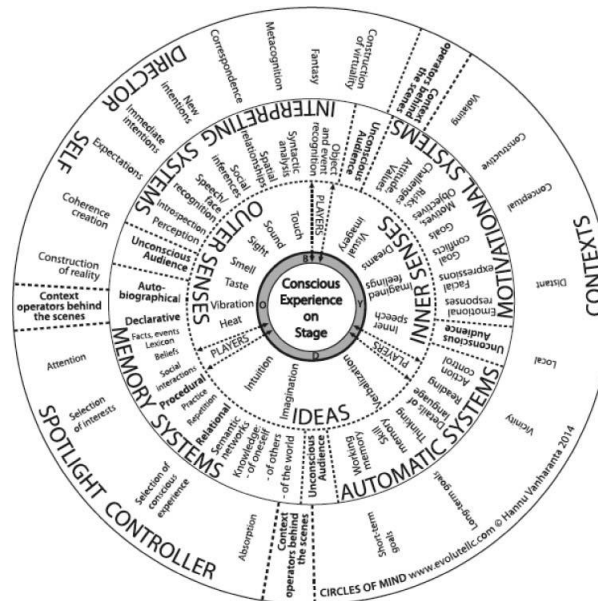 DIRECTOR
SELF
Construction of reality
Coherence
creation
Expectations
Immediate
intentions
New
intentions
Correspondence
Metacognition
Fantasy
Construction
of virtuality
Context
operators behind
the scenes
CONTEXTS
Violating
Constructive
Conceptual
Distant
Local
Vicinity
Long-term goals
Short-term
goals
Context
operators behind
the scenes
SPOTLIGHT CONTROLLER
Absorption
Selection of
conscious
experience
Selection
of interests
Attention
Context
operators behind
the scenes
INTERPRETING SYSTEMS
Perception
Introspection
Speech/
face
recognition
Social
inferences
Spatial
relationships
Syntactic
analysis
Object
and event
recognition
Unconscious
Audience
MOTIVATIONAL SYSTEMS
Values
Attitude
Challenges
Risks
Objectives
Motives
Goals
Goal
conflicts
Facial
expressions
Emotional
responses
Unconscious
Audience
AUTOMATIC SYSTEMS
Action
control
Reading
Details of
language
Thinking
Skill
memory
Working
memory
Unconscious
Audience
MEMORY SYSTEMS
Auto-
biographical
Declarative
Facts, events
Lexicon
Beliefs
Social
interactions
Procedural
Practice
Repetition
Relational
Semantic
networks
Knowledge:
- of oneself
- of others
- of the world
Unconscious
Audience
OUTER SENSES
Touch
Sound
Sight
Smell
Taste
Vibration
Heat
PLAYERS
INNER SENSES
Visual
Imagery
Dreams
Imagined
feelings
Inner
speech
PLAYERS
IDEAS
Verbalization
Imagination
Intuition
PLAYERS
B
O
D
Y
Conscious
Experience
on
Stage
CIRCLES OF MIND www.evolutellc.com © Hannu Vanharanta 2014